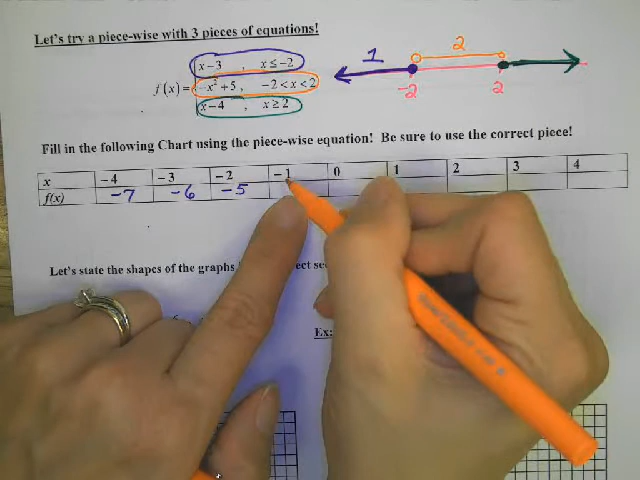 Let's try a piece-wise with 3 pieces of equations!
1 2
x – 3 , x ≤ –2
f(x) = –x² + 5 , –2 < x < 2
x – 4 , x ≥ 2
–2 2
Fill in the following Chart using the piece-wise equation! Be sure to use the correct piece!
x –4 –3 –2 –1 0 1 2 3 4
f(x) –7 –6 –5
Let's state the shapes of the graphs
Ex: